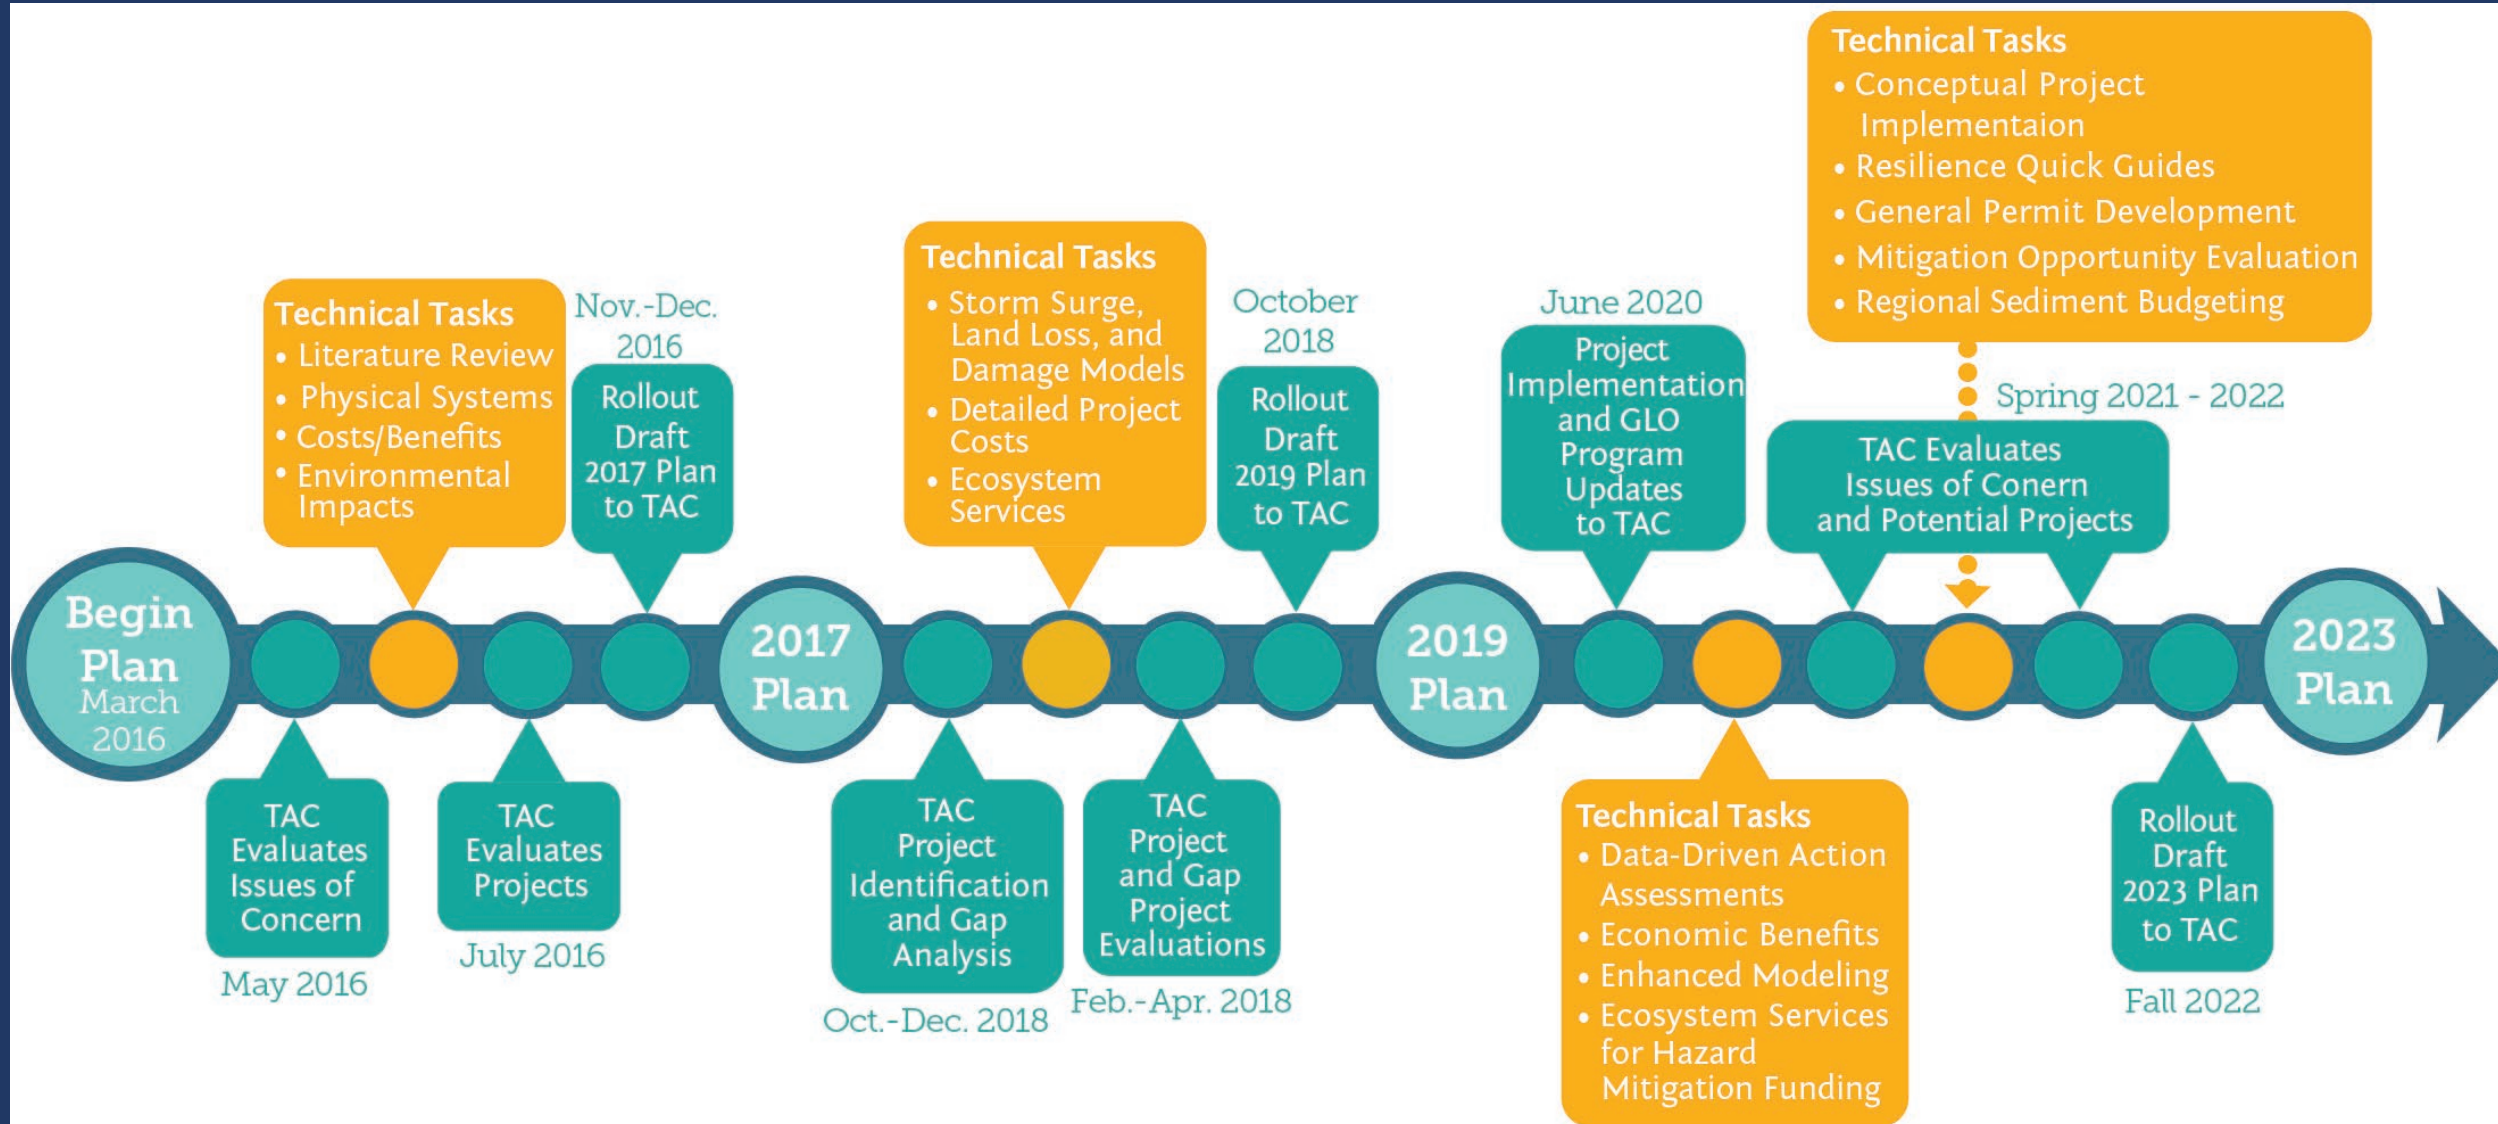 Technical Tasks
• Conceptual Project
Implementaion
• Resilience Quick Guides
• General Permit Development
• Mitigation Opportunity Evaluation
• Regional Sediment Budgeting
Technical Tasks
• Literature Review
• Physical Systems
• Costs/Benefits
• Environmental
Impacts
Nov.-Dec.
2016
Rollout
Draft
2017 Plan
to TAC
Technical Tasks
• Storm Surge,
Land Loss, and
Damage Models
• Detailed Project
Costs
• Ecosystem
Services
October
2018
Rollout
Draft
2019 Plan
to TAC
June 2020
Project
Implementation
and GLO
Program
Updates
to TAC
Spring 2021 - 2022
TAC Evaluates
Issues of Conern
and Potential Projects
Begin
Plan
March
2016
2017
Plan
2019
Plan
2023
Plan
TAC
Evaluates
Issues of
Concern
May 2016
TAC
Evaluates
Projects
July 2016
TAC
Project
Identification
and Gap
Analysis
Oct.-Dec. 2018
TAC
Project
and Gap
Project
Evaluations
Feb.-Apr. 2018
Technical Tasks
• Data-Driven Action
Assessments
• Economic Benefits
• Enhanced Modeling
• Ecosystem Services
for Hazard
Mitigation Funding
Rollout
Draft
2023 Plan
to TAC
Fall 2022